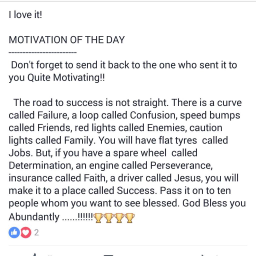 I love it!
MOTIVATION OF THE DAY
------------------------
Don't forget to send it back to the one who sent it to
you Quite Motivating!!
The road to success is not straight. There is a curve
called Failure, a loop called Confusion, speed bumps
called Friends, red lights called Enemies, caution
lights called Family. You will have flat tyres called
Jobs. But, if you have a spare wheel called
Determination, an engine called Perseverance,
insurance called Faith, a driver called Jesus, you will
make it to a place called Success. Pass it on to ten
people whom you want to see blessed. God Bless you
Abundantly ......!!!!!!🏆🏆🏆🏆
2